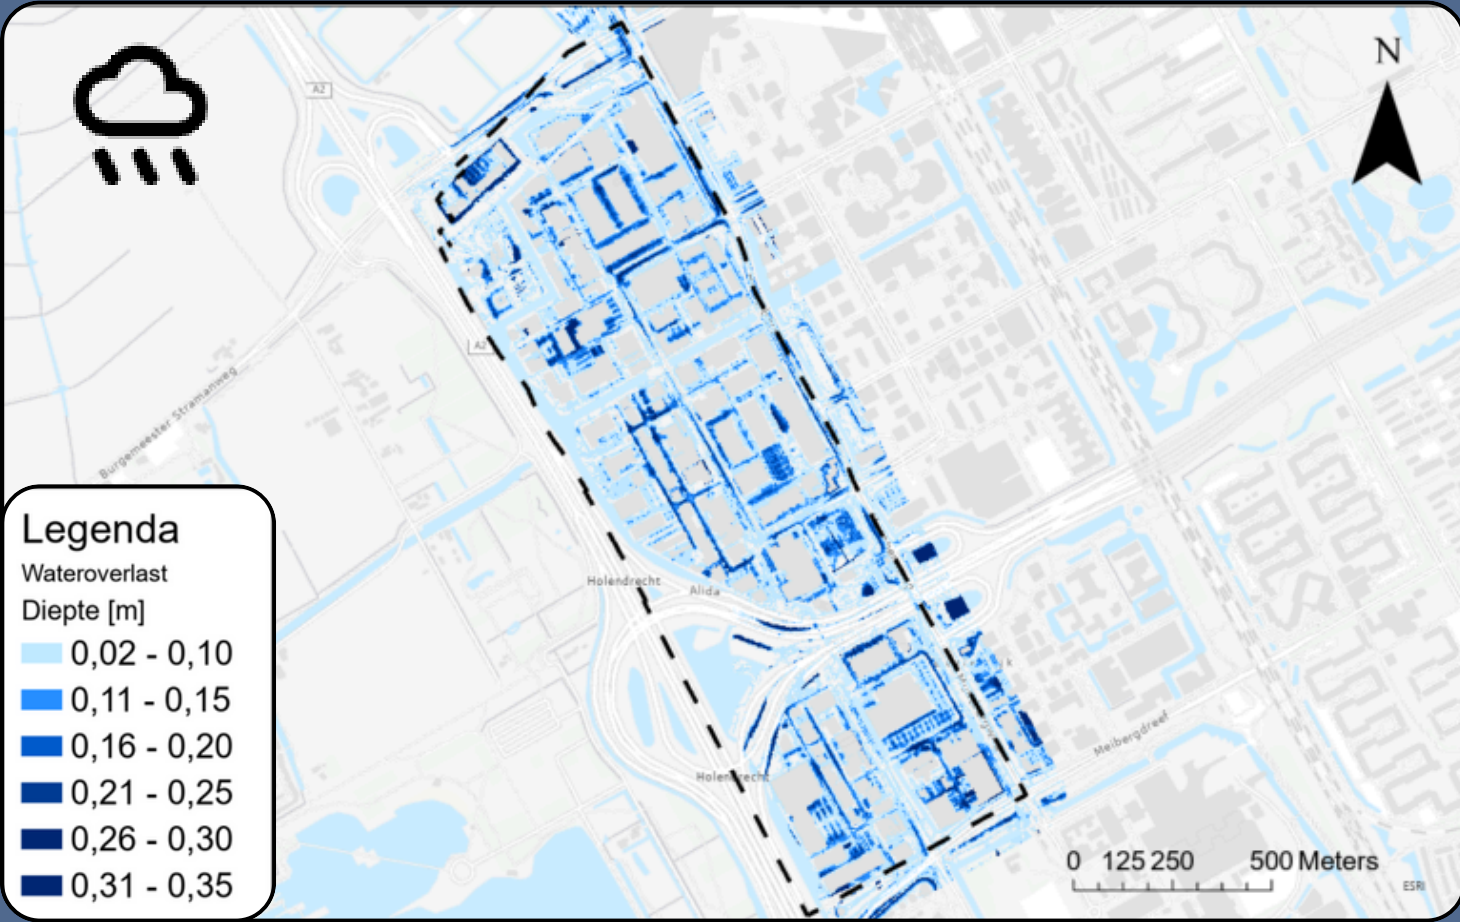 N
A2
A2
Burgemeester Stramanweg
Legenda
Wateroverlast
Diepte [m]
0,02 - 0,10
0,11 - 0,15
0,16 - 0,20
0,21 - 0,25
0,26 - 0,30
0,31 - 0,35
Holendrecht
Alida
Holendrecht
Meibergdreef
0 125 250 500 Meters
ESRI